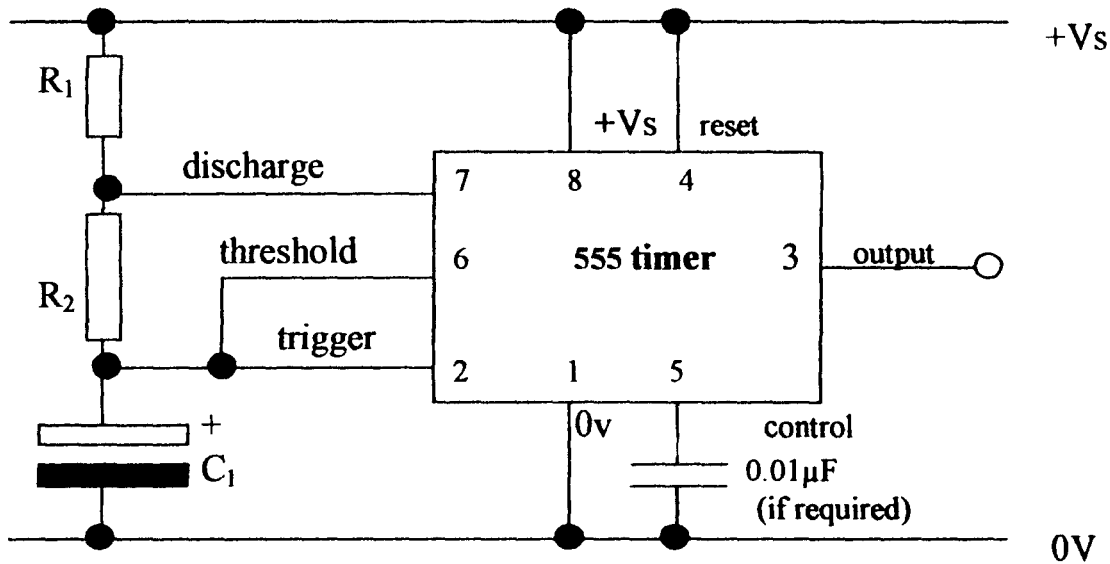 +Vs
R₁
+Vs
reset
discharge
7
8
4
threshold
6
555 timer
3
output
R₂
trigger
2
1
5
+
0v
control
C₁
0.01µF
(if required)
0V